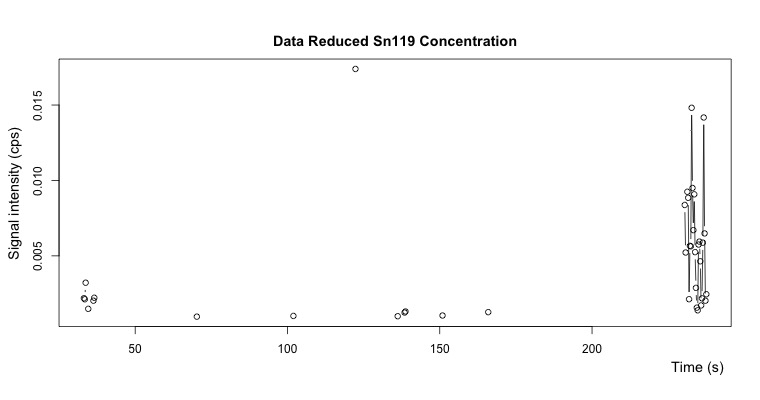 Data Reduced Sn119 Concentration
Signal intensity (cps)
0.015
0.010
0.005
50 100 150 200
Time (s)